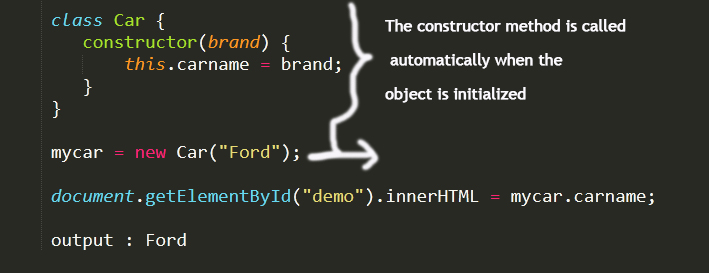 class Car {
constructor(brand) {
this.carname = brand;
}
}
mycar = new Car("Ford");
document.getElementById("demo").innerHTML = mycar.carname;
output : Ford
The constructor method is called
automatically when the
object is initialized